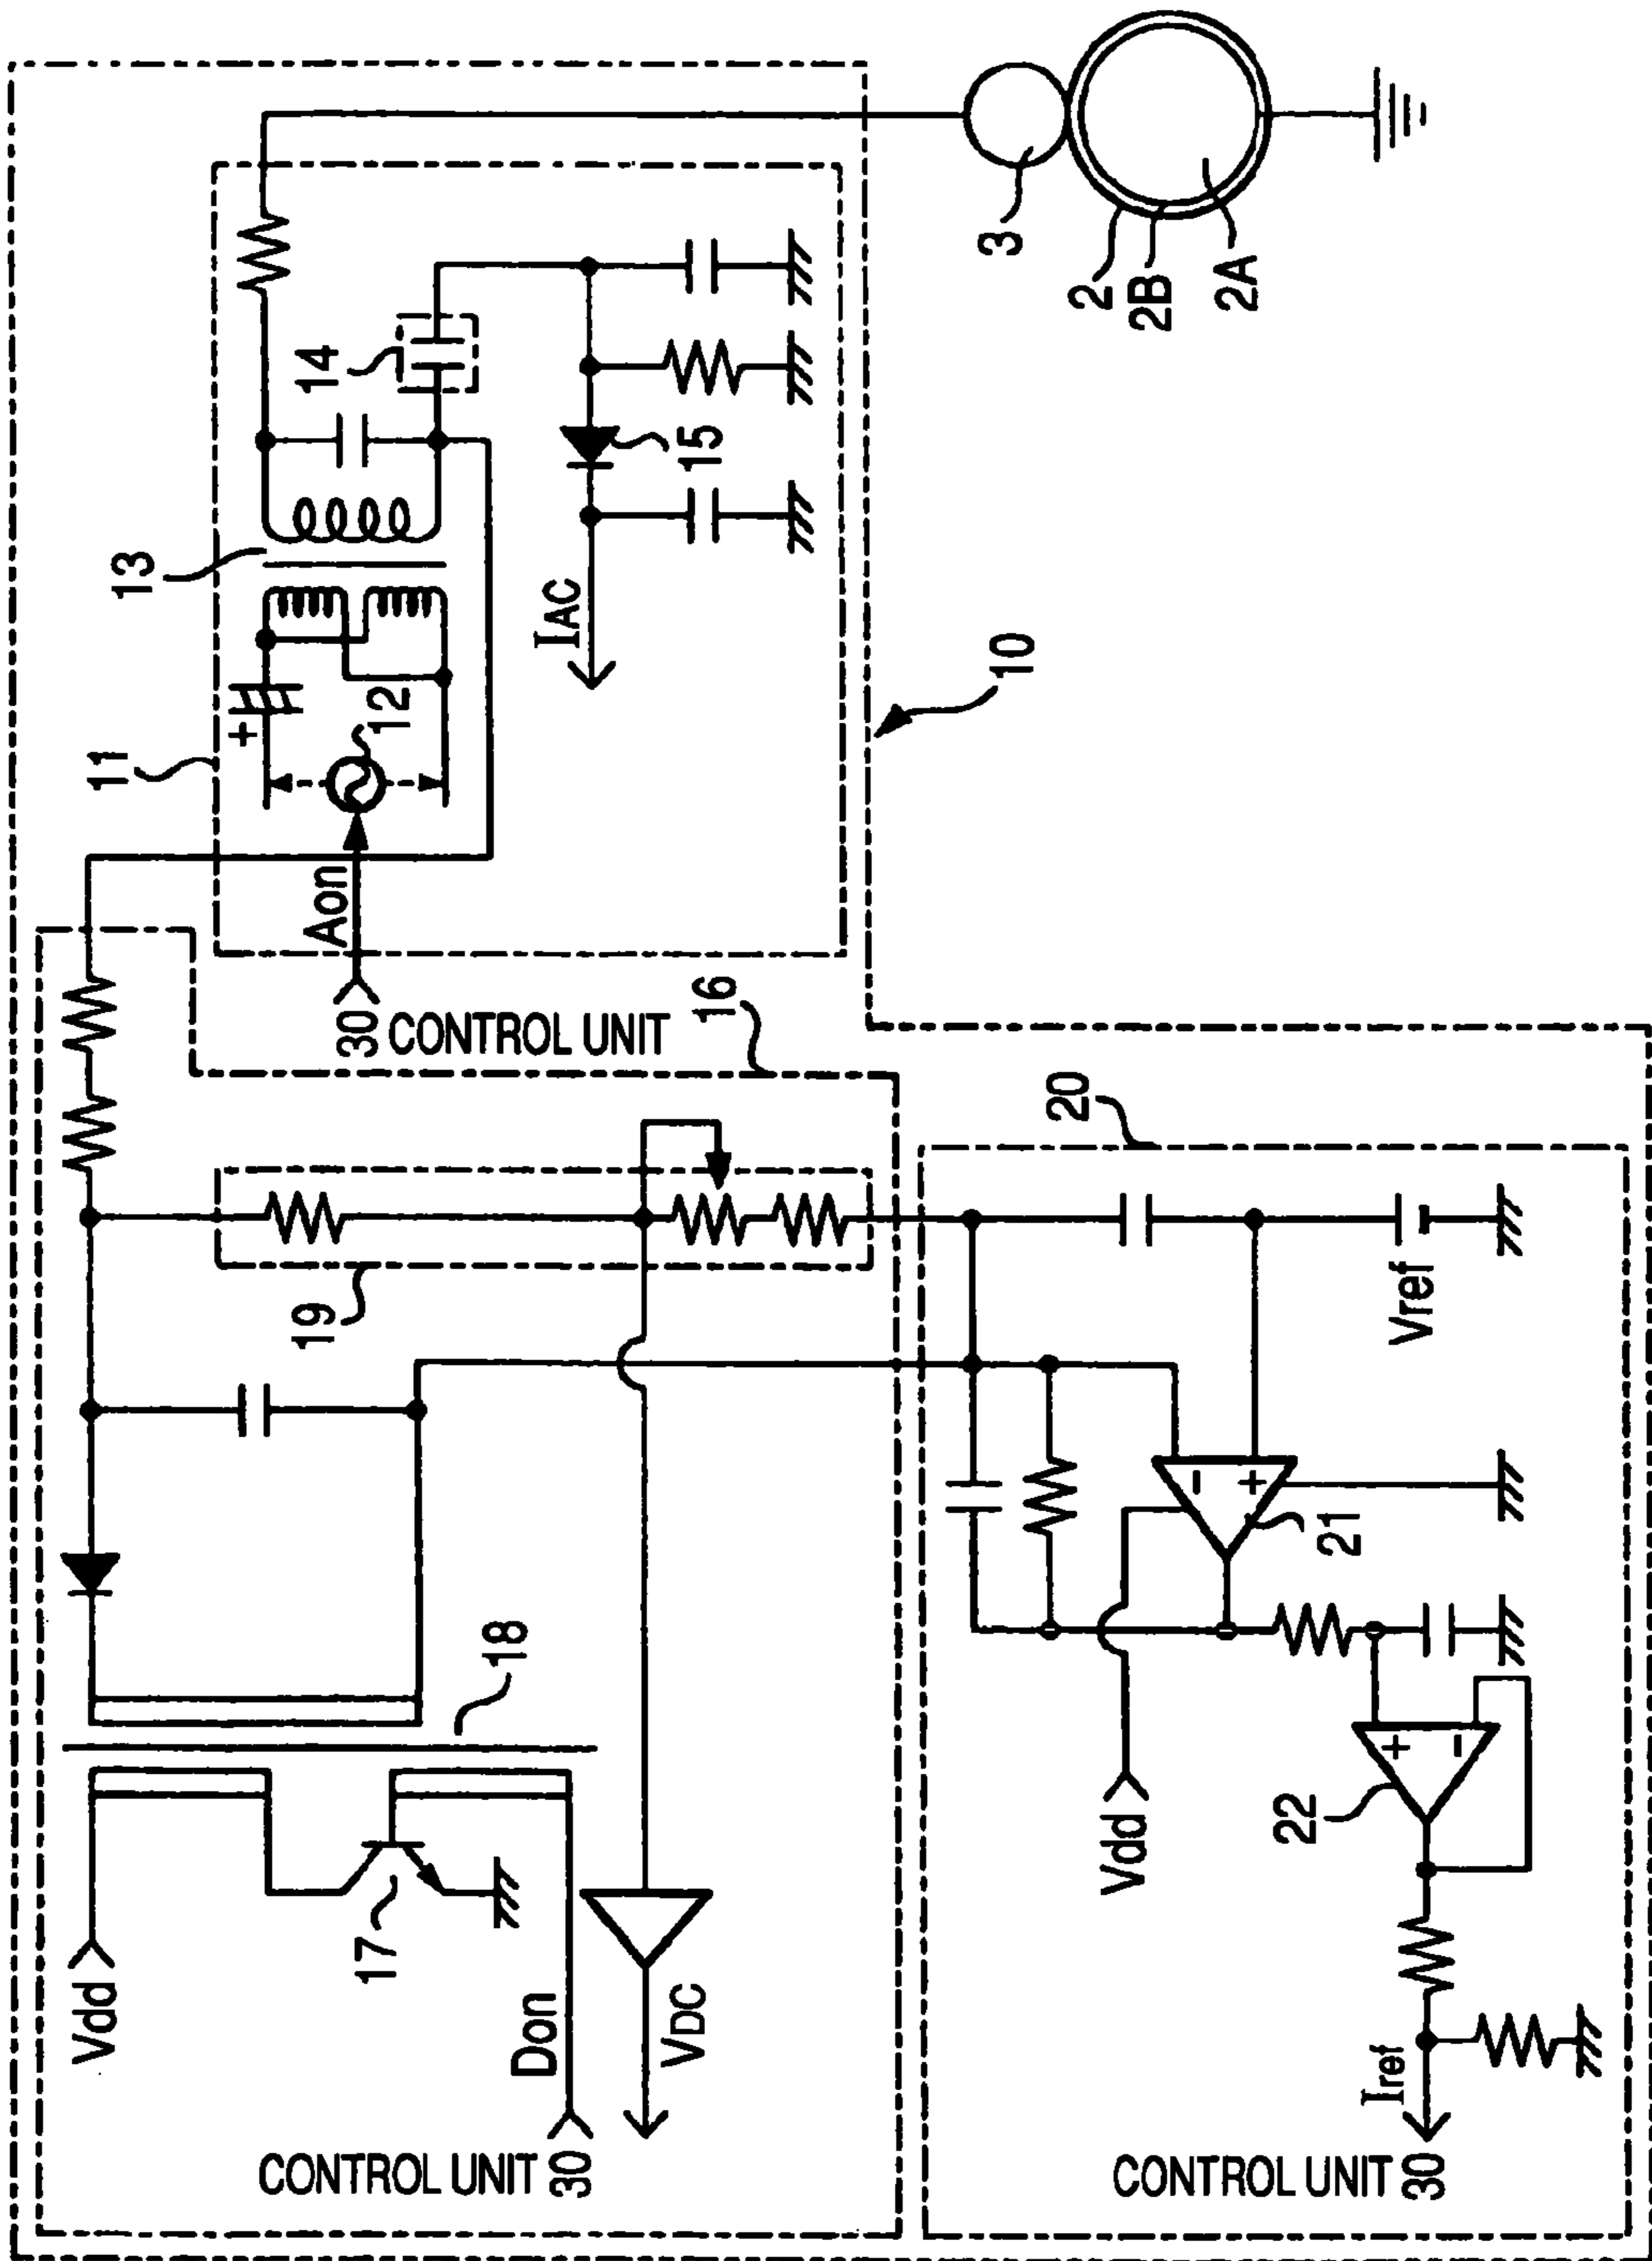 10
11
13
14
+
12
15
IAC
Aon
30 CONTROL UNIT
3
2
2B
2A
16
19
18
17
Vdd
Don
VDC
CONTROL UNIT 30
20
Vref
21
-
+
Vdd
22
+
-
Iref
CONTROL UNIT 30